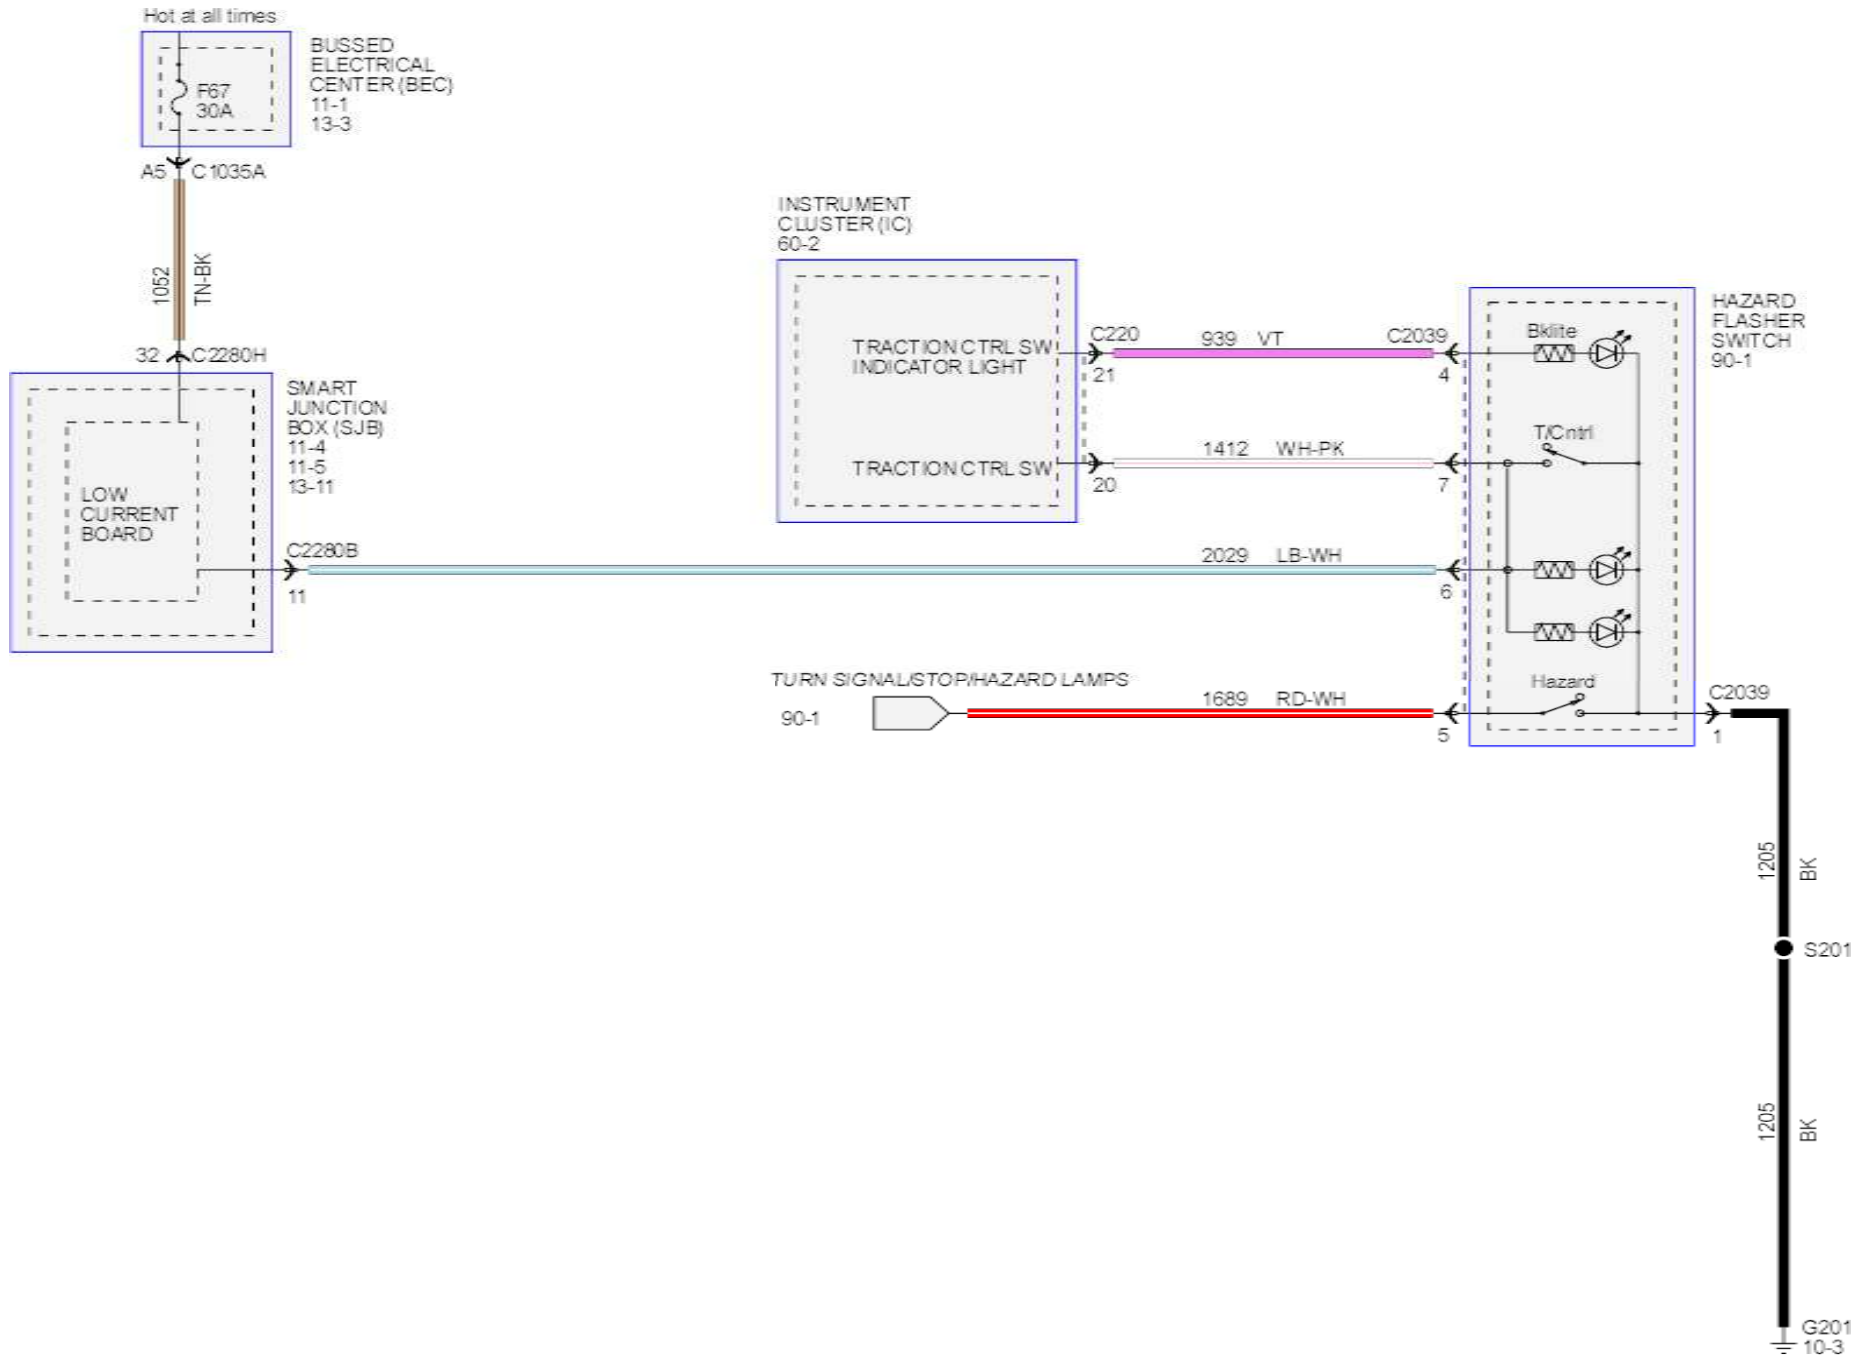 Hot at all times
BUSSED
ELECTRICAL
CENTER (BEC)
11-1
13-3
F67
30A
A5
C1035A
1052
TN-BK
32
C2280H
SMART
JUNCTION
BOX (SJB)
11-4
11-5
13-11
LOW
CURRENT
BOARD
C2280B
11
INSTRUMENT
CLUSTER (IC)
60-2
TRACTION CTRL SW
INDICATOR LIGHT
TRACTION CTRL SW
C220
21
20
939 VT
C2039
4
1412 WH-PK
7
2029 LB-WH
6
TURN SIGNAL/STOP/HAZARD LAMPS
90-1
1689 RD-WH
5
HAZARD
FLASHER
SWITCH
90-1
Bklite
T/Cntrl
Hazard
C2039
1
1205
BK
S201
1205
BK
G201
10-3